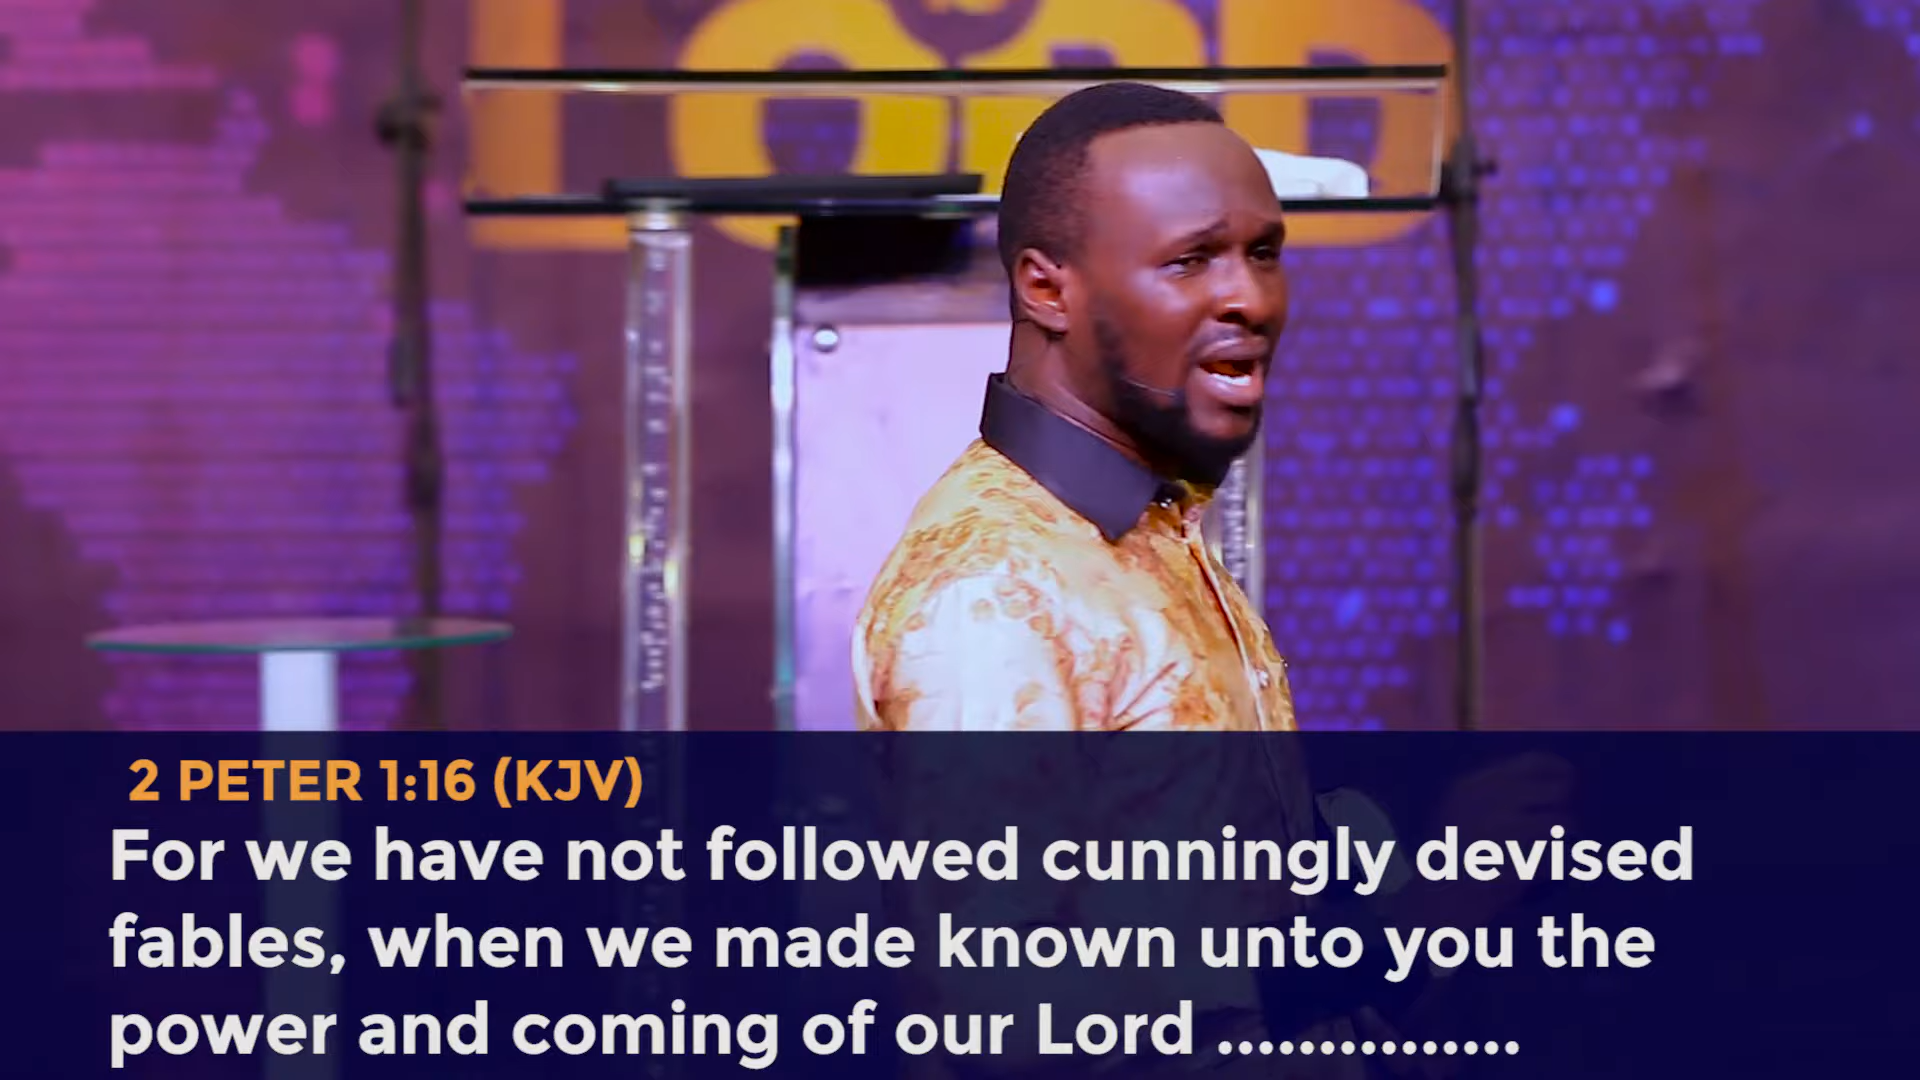 2 PETER 1:16 (KJV)
For we have not followed cunningly devised
fables, when we made known unto you the
power and coming of our Lord ...............